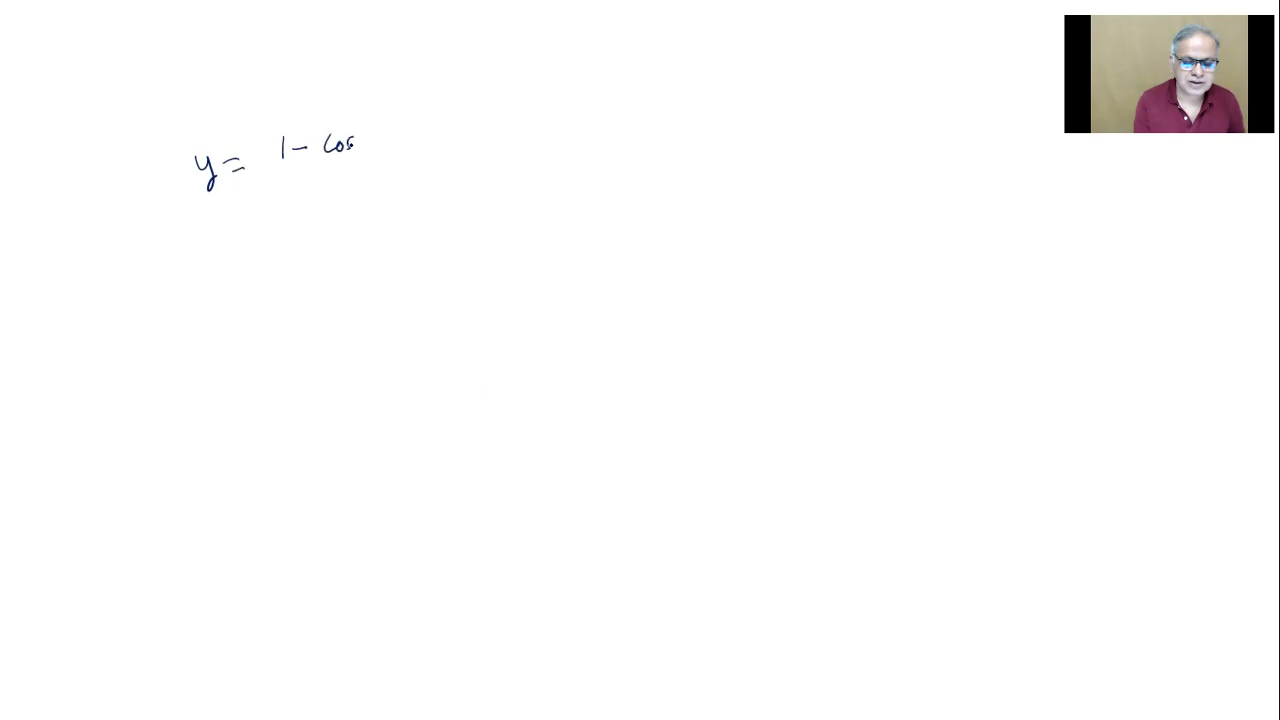 y = 1 - cos